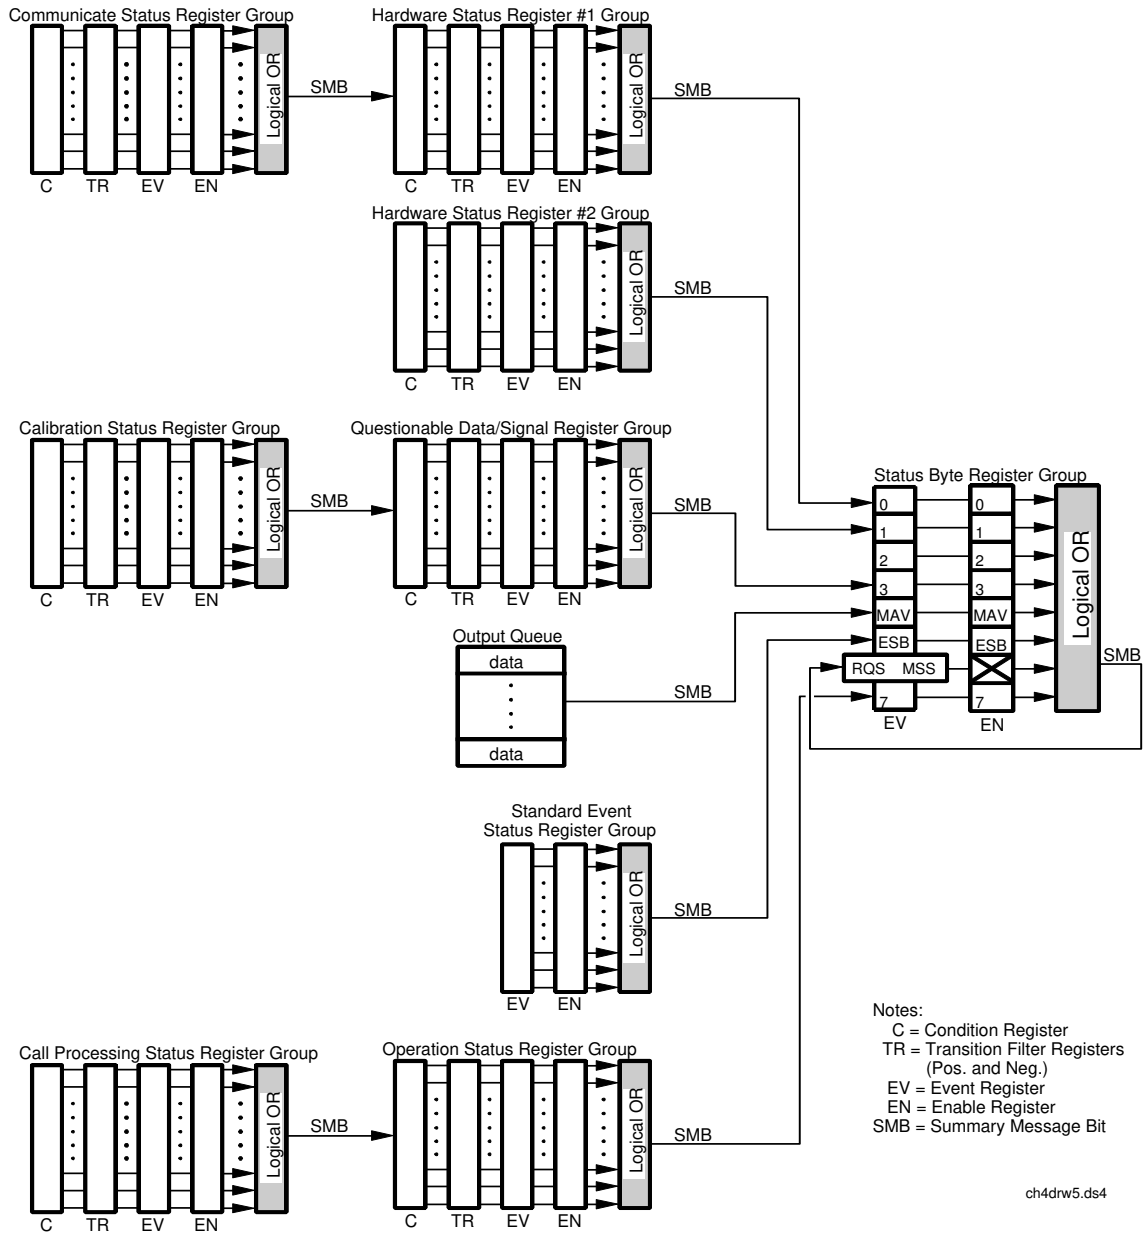 Communicate Status Register Group
Logical OR
C TR EV EN
SMB
Hardware Status Register #1 Group
Logical OR
C TR EV EN
SMB
Hardware Status Register #2 Group
Logical OR
C TR EV EN
SMB
Calibration Status Register Group
Logical OR
C TR EV EN
SMB
Questionable Data/Signal Register Group
Logical OR
C TR EV EN
SMB
Output Queue
data
data
SMB
Standard Event
Status Register Group
Logical OR
EV EN
SMB
Call Processing Status Register Group
Logical OR
C TR EV EN
SMB
Operation Status Register Group
Logical OR
C TR EV EN
SMB
Status Byte Register Group
0 0
1 1
2 2
3 3
MAV MAV
ESB ESB
RQS MSS
7 7
EV EN
Logical OR
SMB
Notes:
C = Condition Register
TR = Transition Filter Registers
(Pos. and Neg.)
EV = Event Register
EN = Enable Register
SMB = Summary Message Bit
ch4drw5.ds4